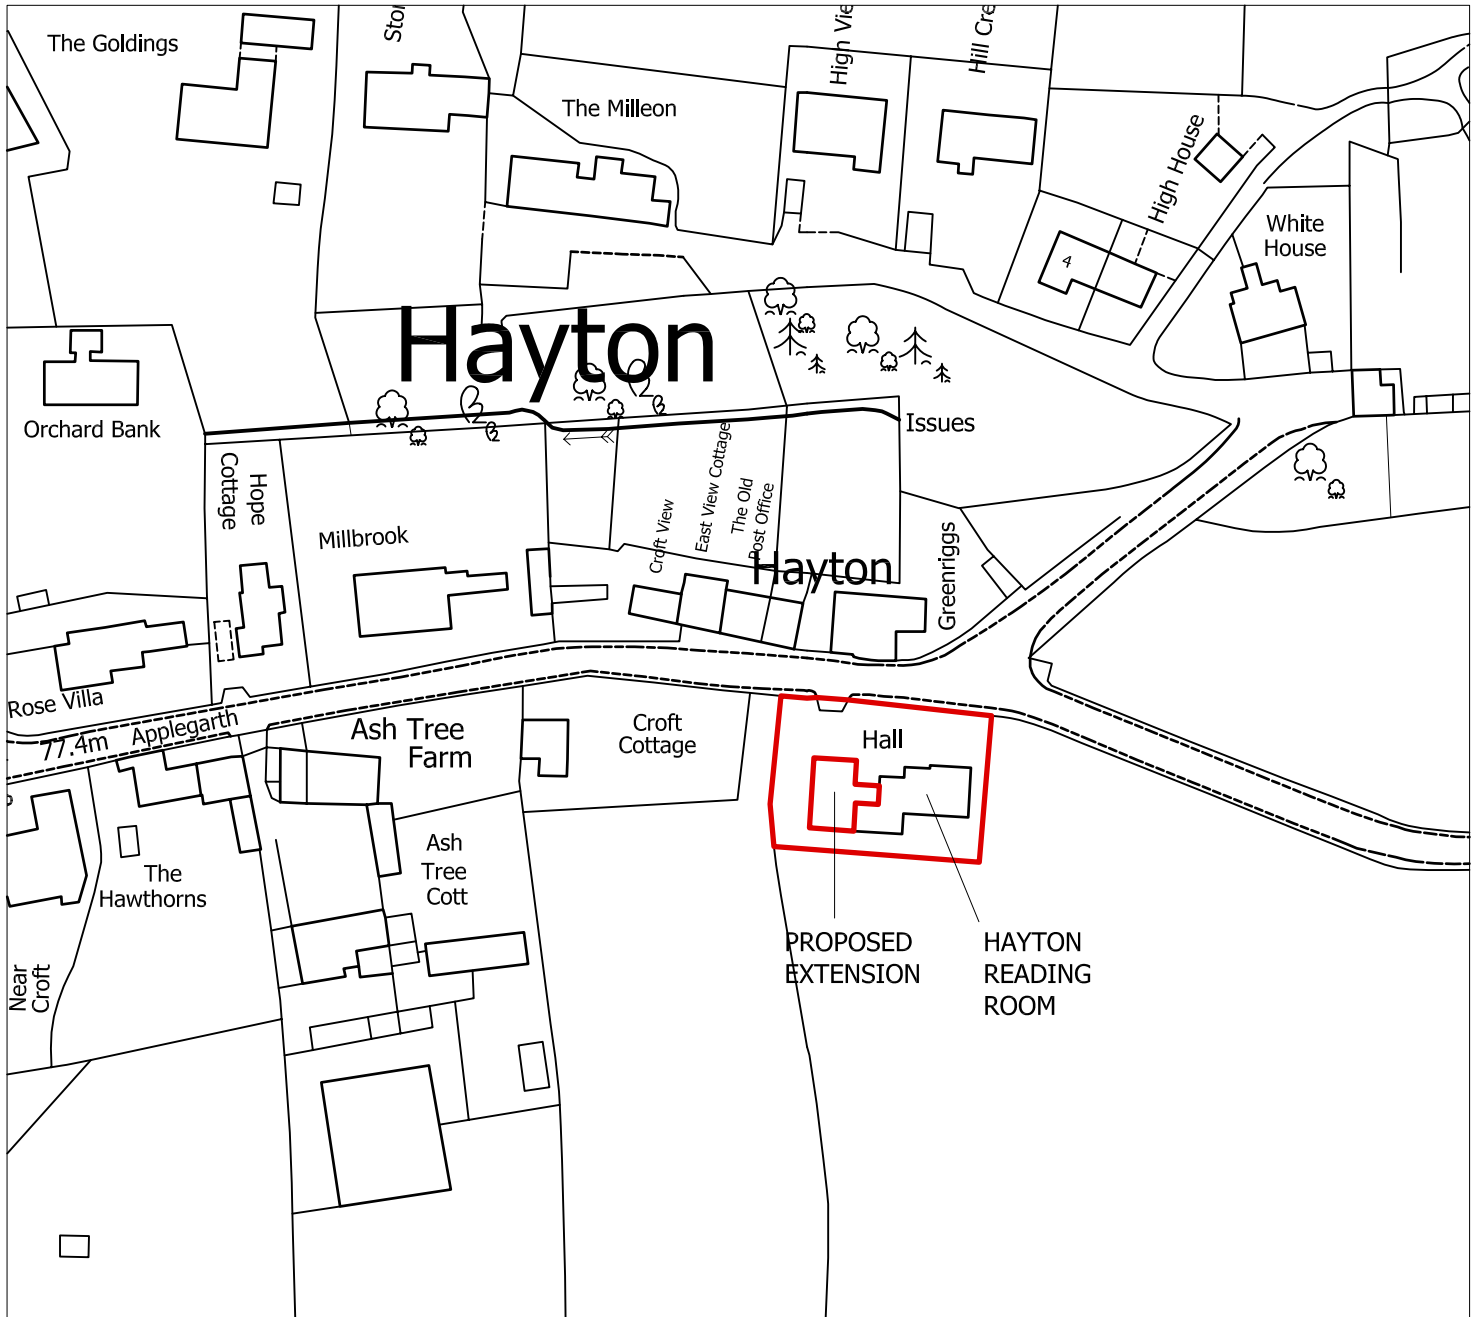 The Goldings
The Milleon
High House
4
White
House
Hayton
Orchard Bank
Issues
Hope
Cottage
Millbrook
Croft View
East View Cottage
The Old
Post Office
Hayton
Greenriggs
Rose Villa
77.4m
Applegarth
Ash Tree
Farm
Croft
Cottage
Hall
The
Hawthorns
Ash
Tree
Cott
Near
Croft
PROPOSED
EXTENSION
HAYTON
READING
ROOM